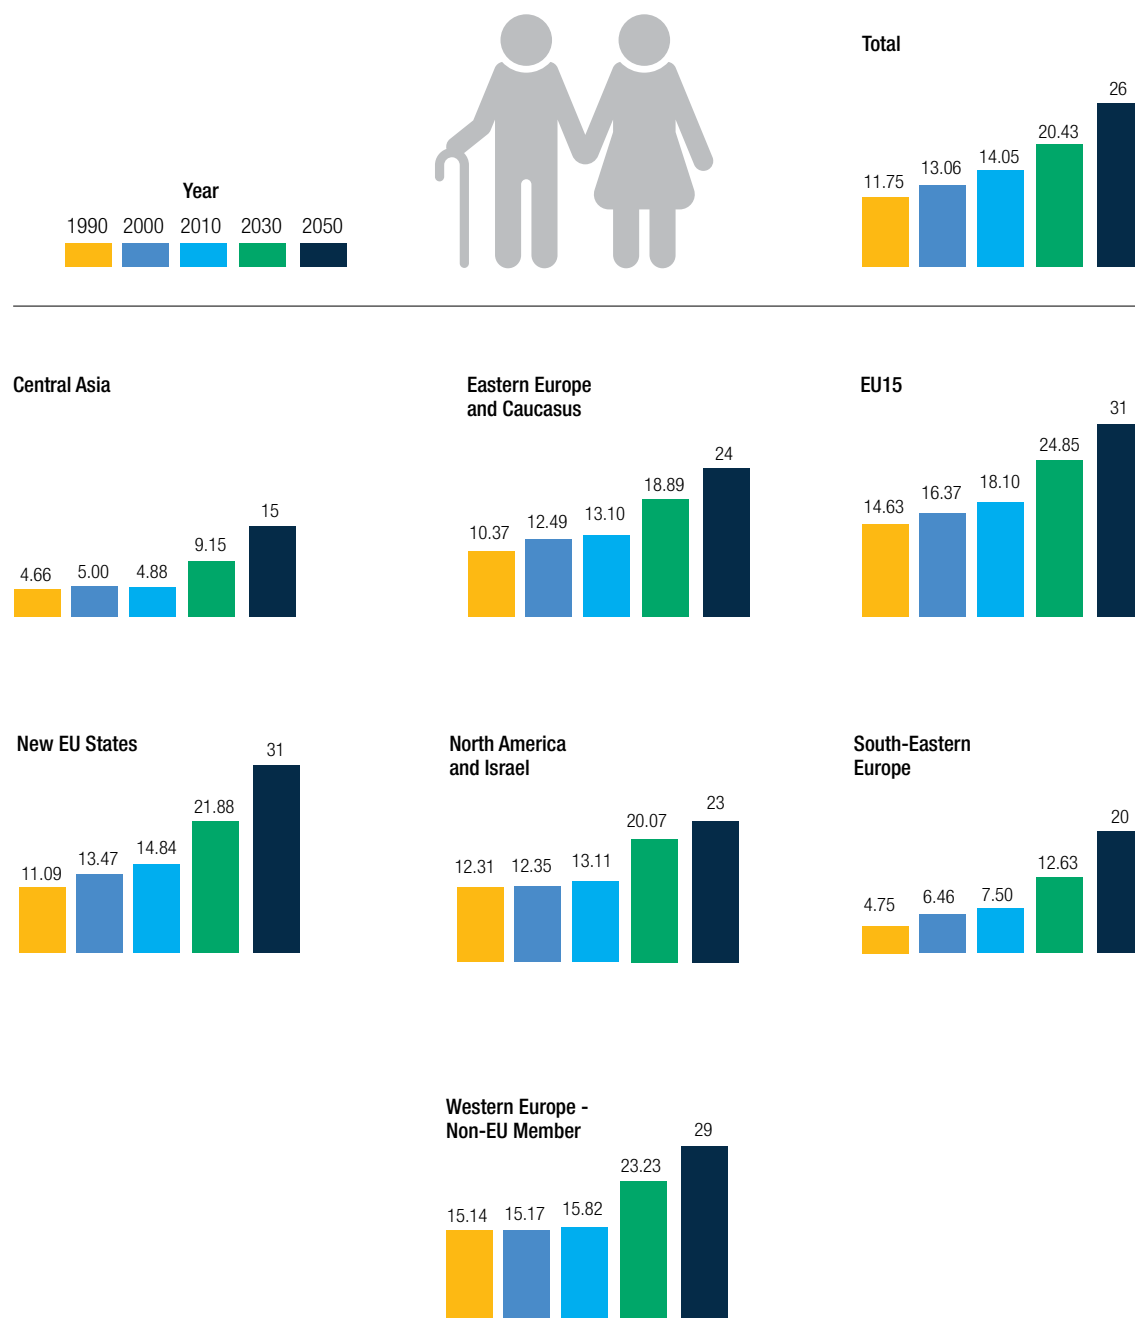 Total
26
20.43
14.05
13.06
11.75
Year
1990 2000 2010 2030 2050
Central Asia
15
9.15
4.66 5.00 4.88
Eastern Europe
and Caucasus
24
18.89
13.10
12.49
10.37
EU15
31
24.85
18.10
16.37
14.63
New EU States
31
21.88
14.84
13.47
11.09
North America
and Israel
23
20.07
12.31 12.35 13.11
South-Eastern
Europe
20
12.63
7.50
6.46
4.75
Western Europe -
Non-EU Member
29
23.23
15.14 15.17 15.82